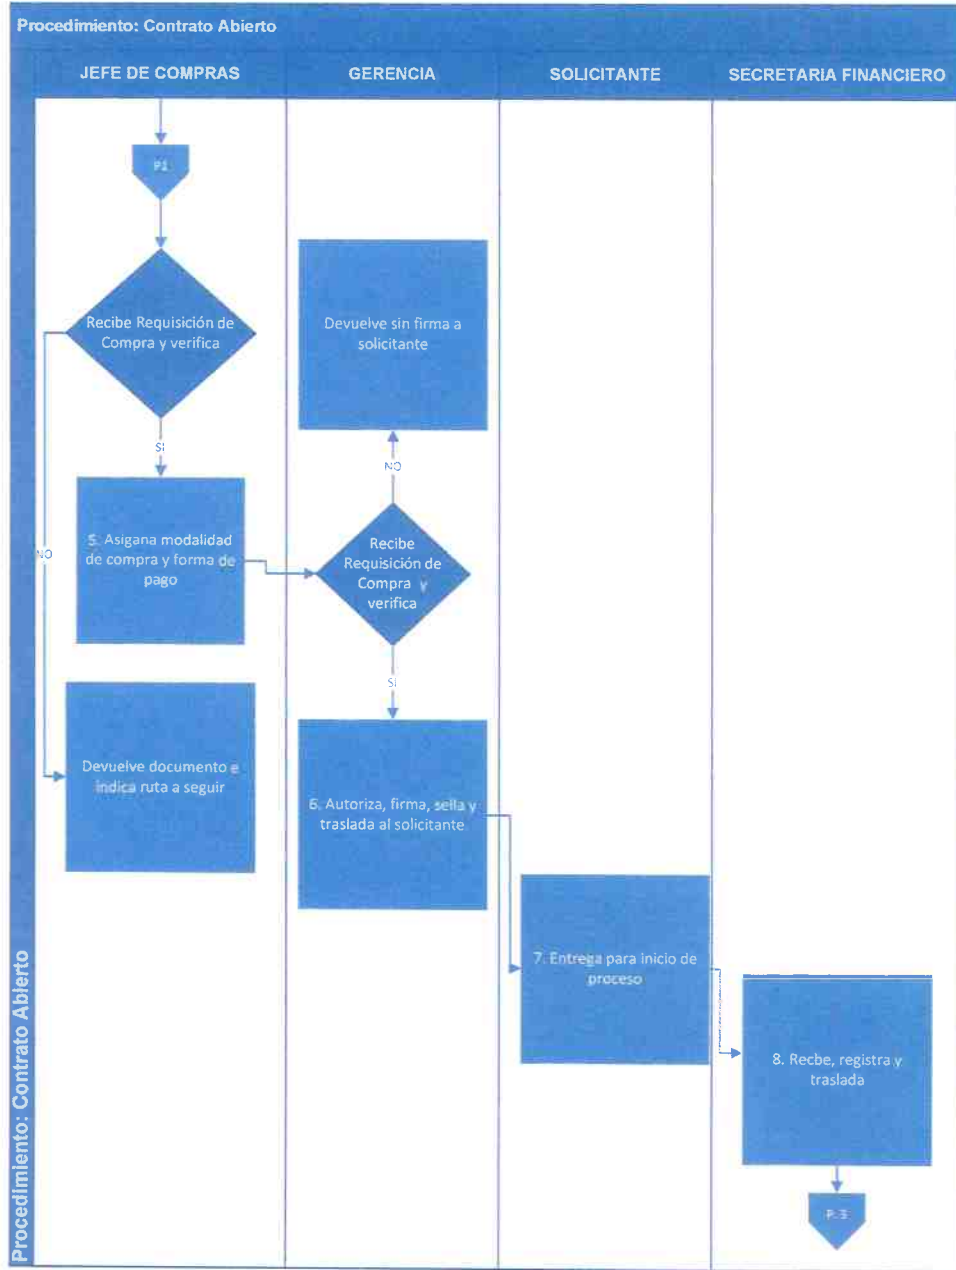 Procedimiento: Contrato Abierto
JEFE DE COMPRAS
GERENCIA
SOLICITANTE
SECRETARIA FINANCIERO
P1
Recibe Requisición de
Compra y verifica
Devuelve sin firma a
solicitante
SI
NO
5. Asigana modalidad
de compra y forma de
pago
NO
Recibe
Requisición de
Compra y
verifica
SI
Devuelve documento e
indica ruta a seguir
6. Autoriza, firma, sella y
traslada al solicitante
7. Entrega para inicio de
proceso
8. Recbe, registra y
traslada
P. 3
Procedimiento: Contrato Abierto